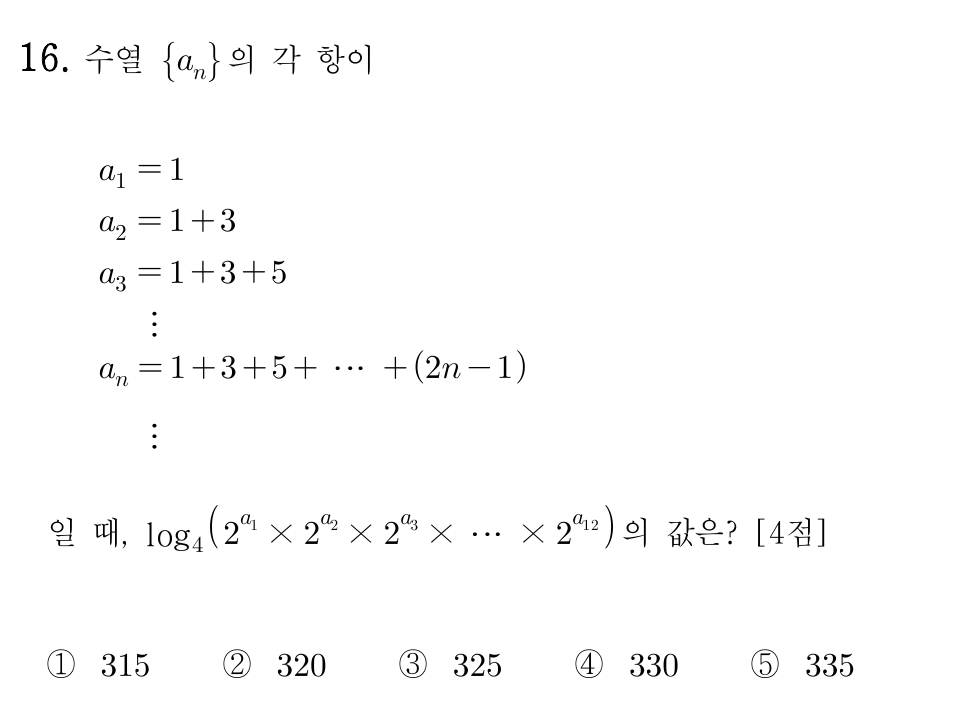 16. 수열 {aₙ}의 각 항이
a₁ = 1
a₂ = 1+3
a₃ = 1+3+5
⋮
aₙ = 1+3+5+ ⋯ +(2n−1)
⋮
일 때, log₄(2^{a₁} × 2^{a₂} × 2^{a₃} × ⋯ × 2^{a₁₂})의 값은? [4점]
① 315 ② 320 ③ 325 ④ 330 ⑤ 335